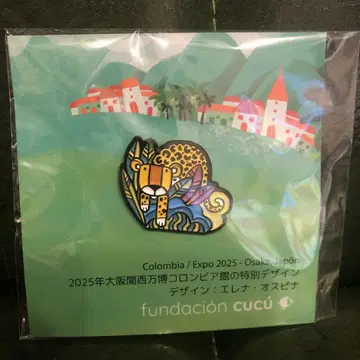 Colombia / Expo 2025 - Osaka, Japón
2025年大阪関西万博コロンビア館の特別デザイン
デザイン：エレナ・オスピナ
fundación cucú